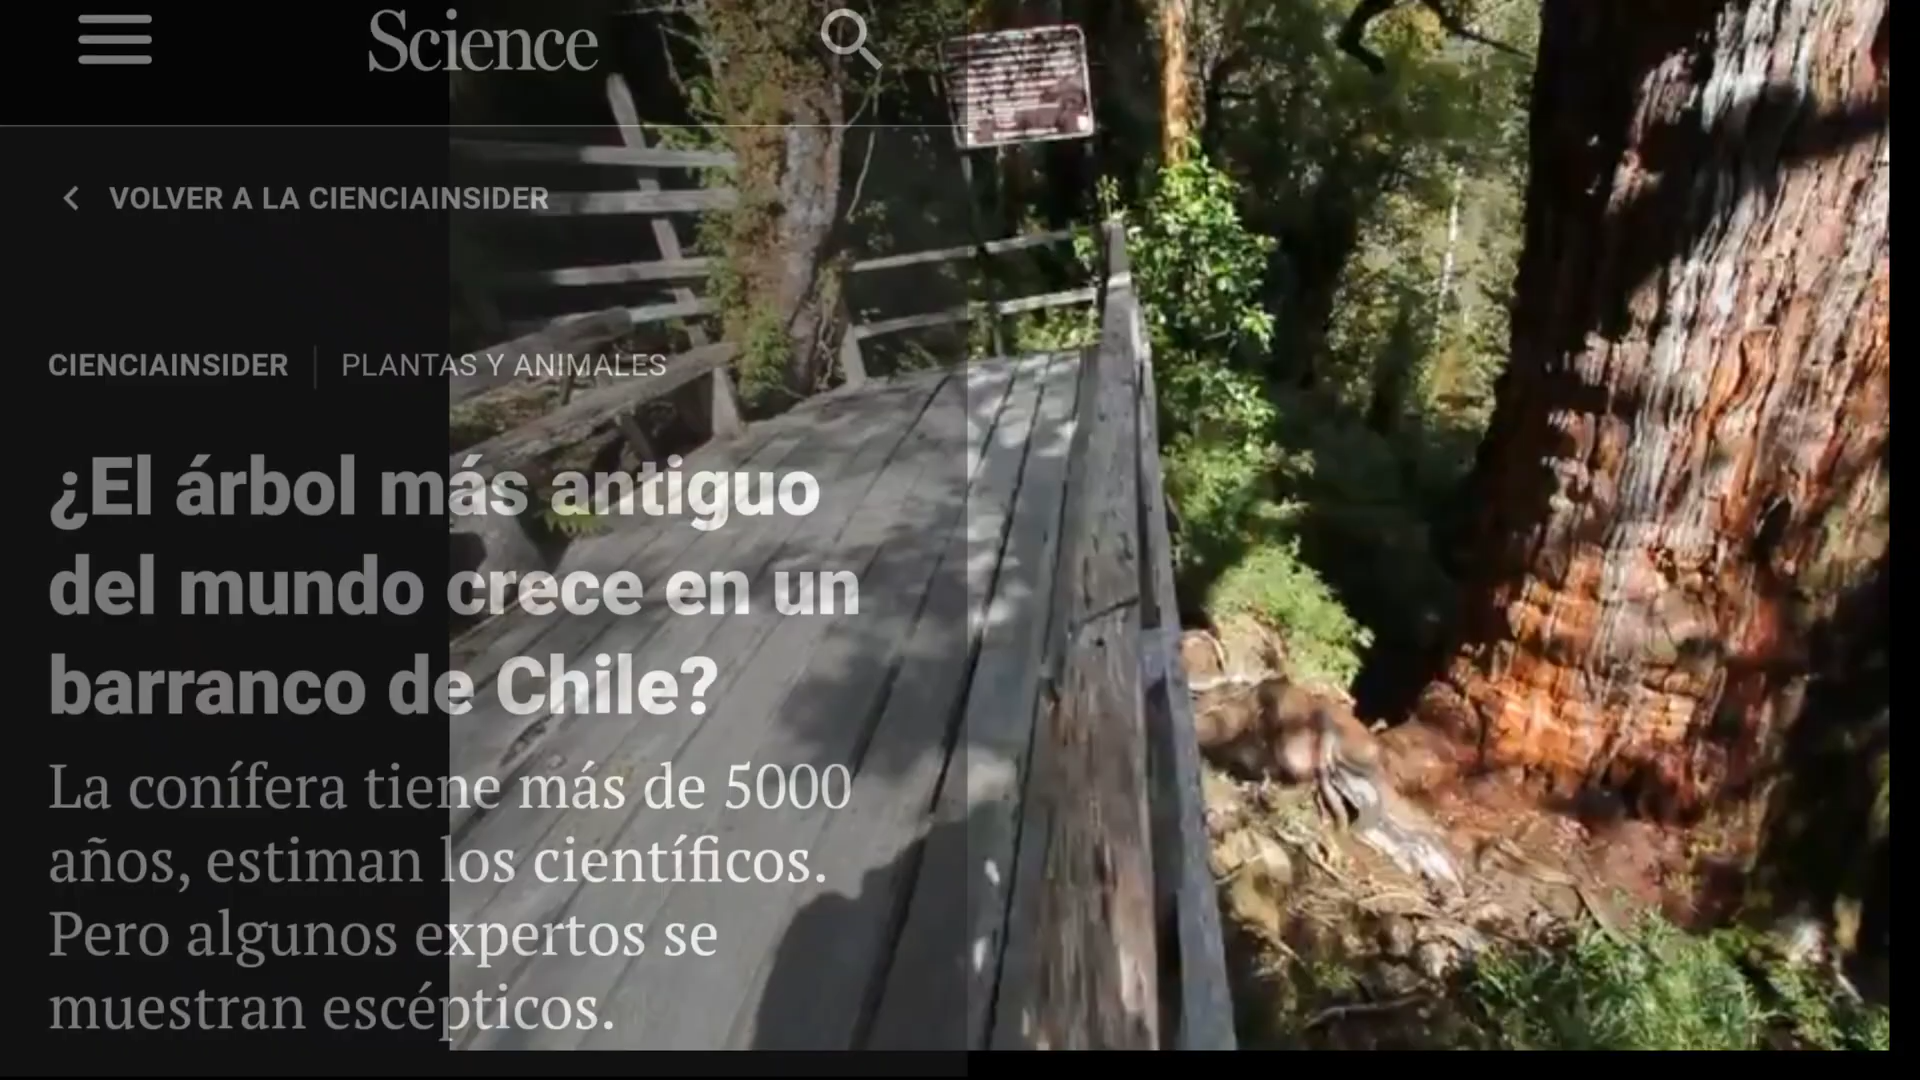 Science
VOLVER A LA CIENCIAINSIDER
CIENCIAINSIDER | PLANTAS Y ANIMALES
¿El árbol más antiguo
del mundo crece en un
barranco de Chile?
La conífera tiene más de 5000
años, estiman los científicos.
Pero algunos expertos se
muestran escépticos.